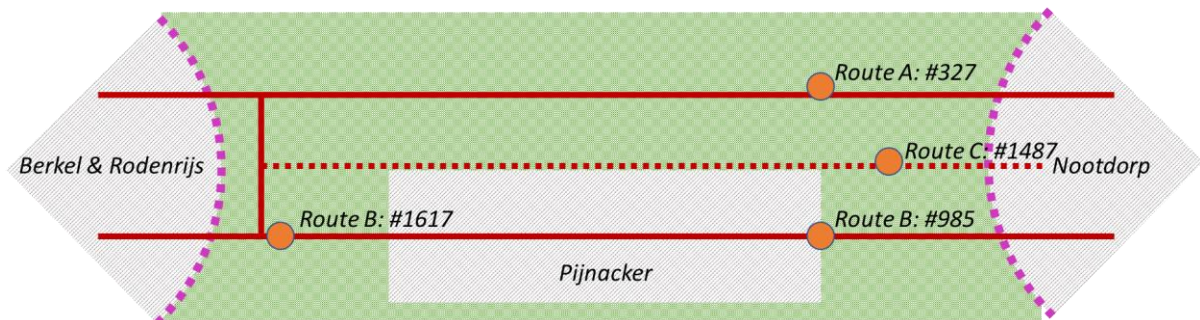 Route A: #327
Route C: #1487
Berkel & Rodenrijs
Nootdorp
Route B: #1617
Route B: #985
Pijnacker